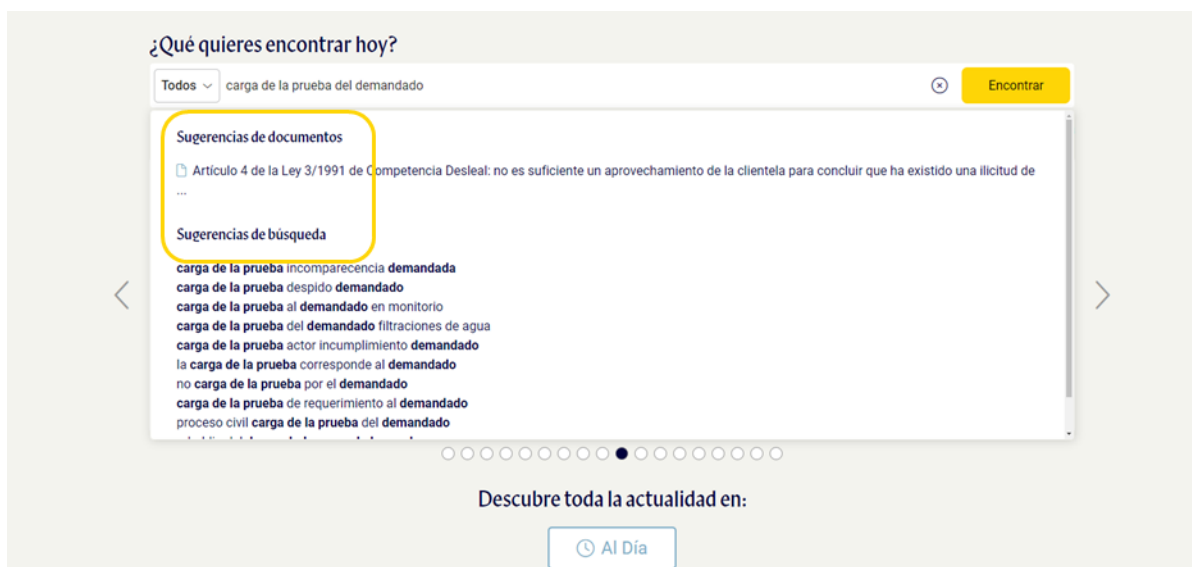 ¿Qué quieres encontrar hoy?
Todos carga de la prueba del demandado Encontrar
Sugerencias de documentos
Artículo 4 de la Ley 3/1991 de Competencia Desleal: no es suficiente un aprovechamiento de la clientela para concluir que ha existido una ilicitud de
...
Sugerencias de búsqueda
carga de la prueba incomparecencia demandada
carga de la prueba despido demandado
carga de la prueba al demandado en monitorio
carga de la prueba del demandado filtraciones de agua
carga de la prueba actor incumplimiento demandado
la carga de la prueba corresponde al demandado
no carga de la prueba por el demandado
carga de la prueba de requerimiento al demandado
proceso civil carga de la prueba del demandado
Descubre toda la actualidad en:
Al Día